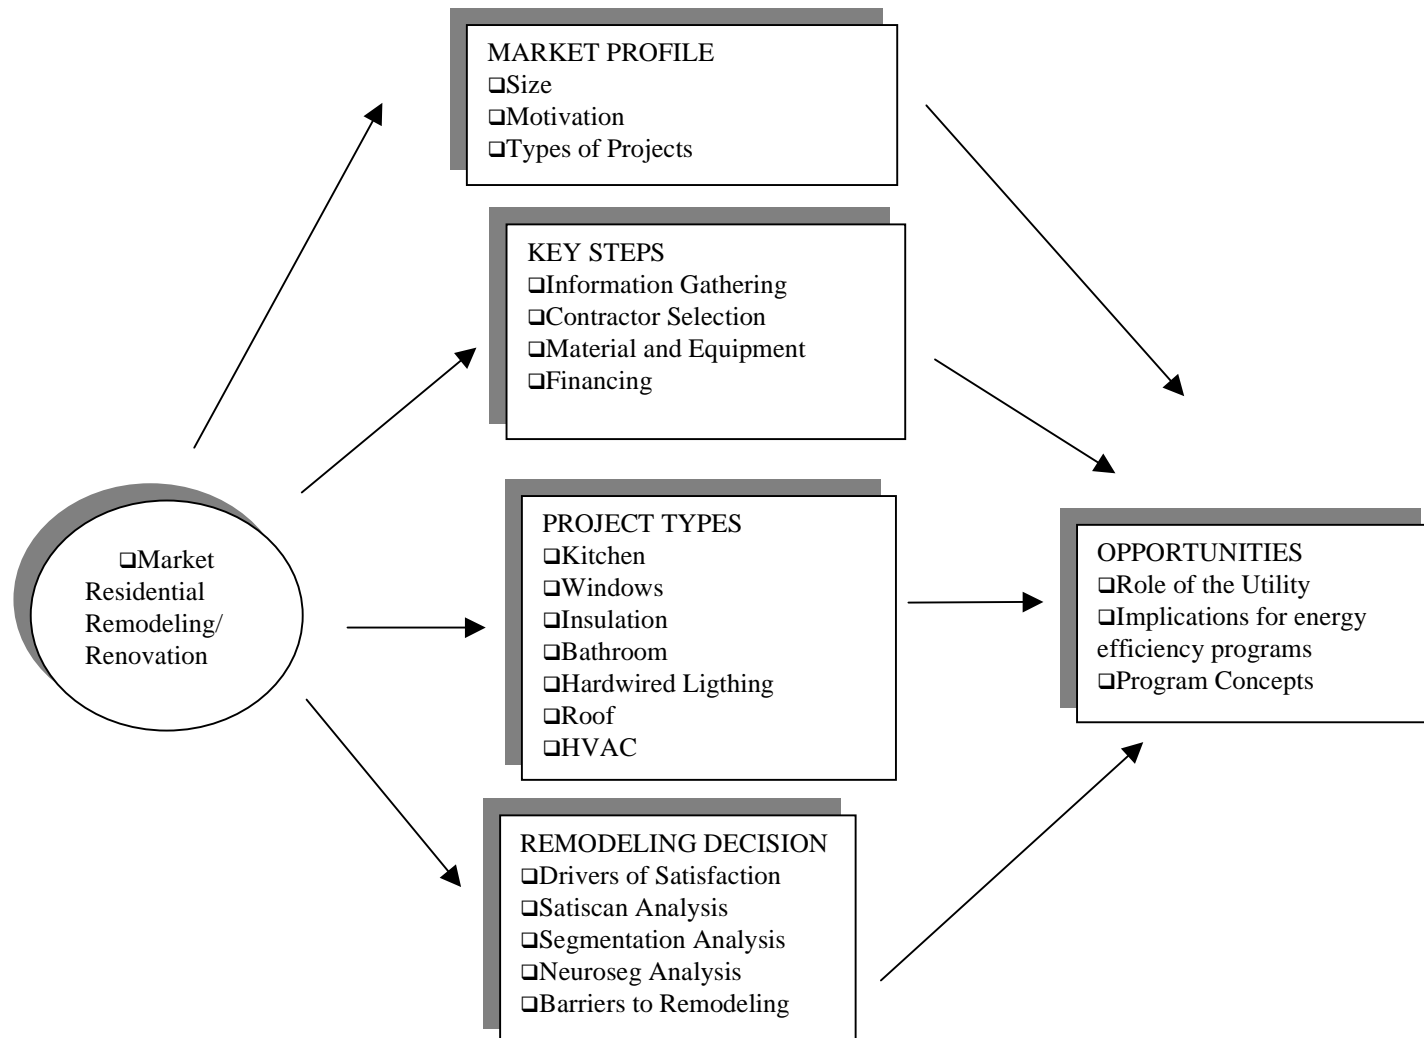 MARKET PROFILE
❑Size
❑Motivation
❑Types of Projects
KEY STEPS
❑Information Gathering
❑Contractor Selection
❑Material and Equipment
❑Financing
❑Market
Residential
Remodeling/
Renovation
PROJECT TYPES
❑Kitchen
❑Windows
❑Insulation
❑Bathroom
❑Hardwired Ligthing
❑Roof
❑HVAC
OPPORTUNITIES
❑Role of the Utility
❑Implications for energy
efficiency programs
❑Program Concepts
REMODELING DECISION
❑Drivers of Satisfaction
❑Satiscan Analysis
❑Segmentation Analysis
❑Neuroseg Analysis
❑Barriers to Remodeling